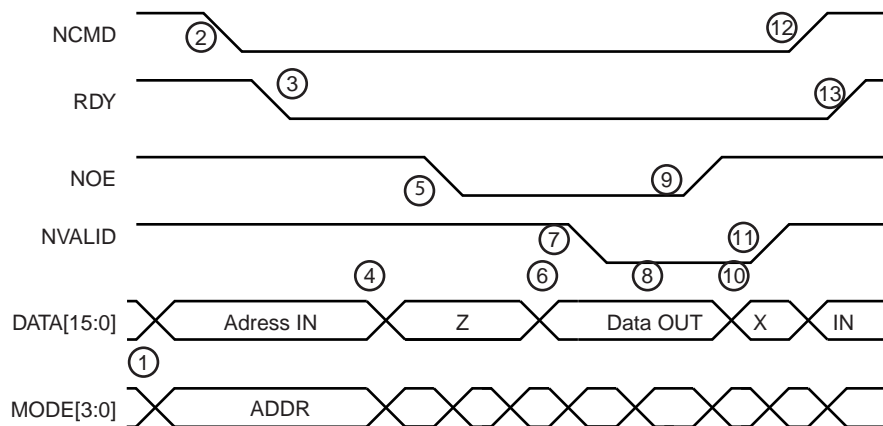 NCMD
2
12
RDY
3
13
NOE
5
9
NVALID
7
11
4
6
8
10
DATA[15:0]
Adress IN
Z
Data OUT
X
IN
1
MODE[3:0]
ADDR